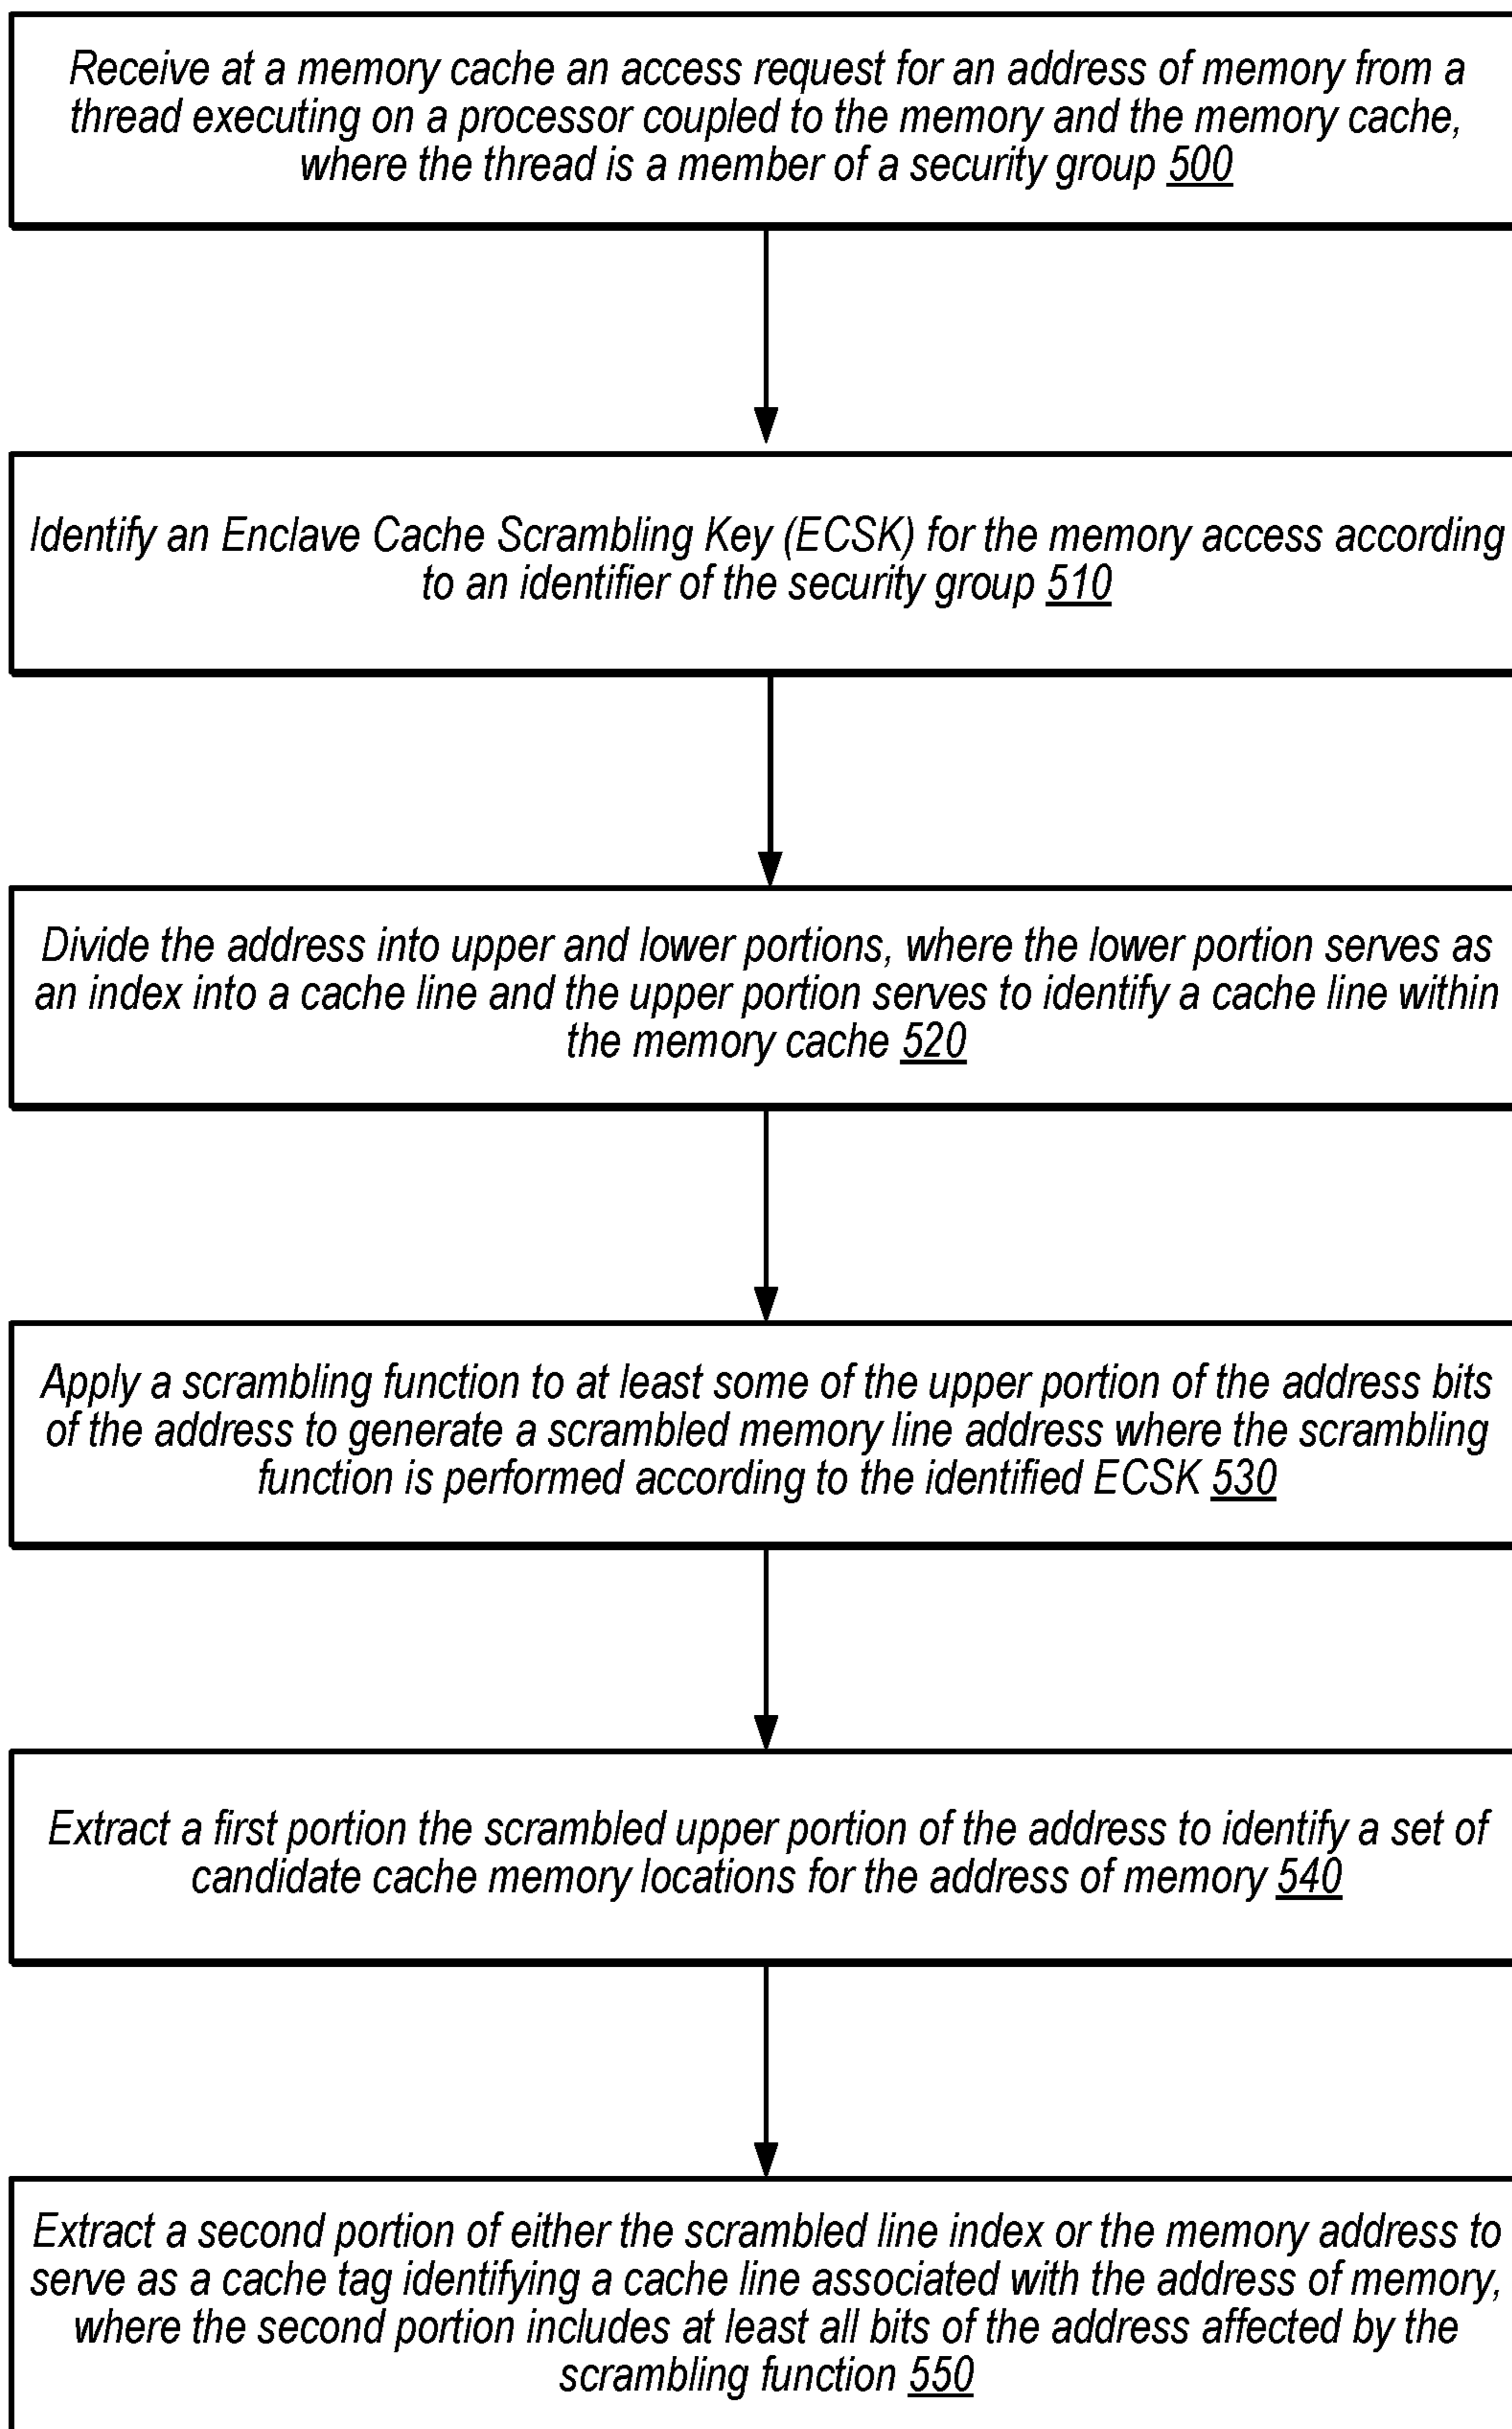 Receive at a memory cache an access request for an address of memory from a
thread executing on a processor coupled to the memory and the memory cache,
where the thread is a member of a security group 500
Identify an Enclave Cache Scrambling Key (ECSK) for the memory access according
to an identifier of the security group 510
Divide the address into upper and lower portions, where the lower portion serves as
an index into a cache line and the upper portion serves to identify a cache line within
the memory cache 520
Apply a scrambling function to at least some of the upper portion of the address bits
of the address to generate a scrambled memory line address where the scrambling
function is performed according to the identified ECSK 530
Extract a first portion the scrambled upper portion of the address to identify a set of
candidate cache memory locations for the address of memory 540
Extract a second portion of either the scrambled line index or the memory address to
serve as a cache tag identifying a cache line associated with the address of memory,
where the second portion includes at least all bits of the address affected by the
scrambling function 550